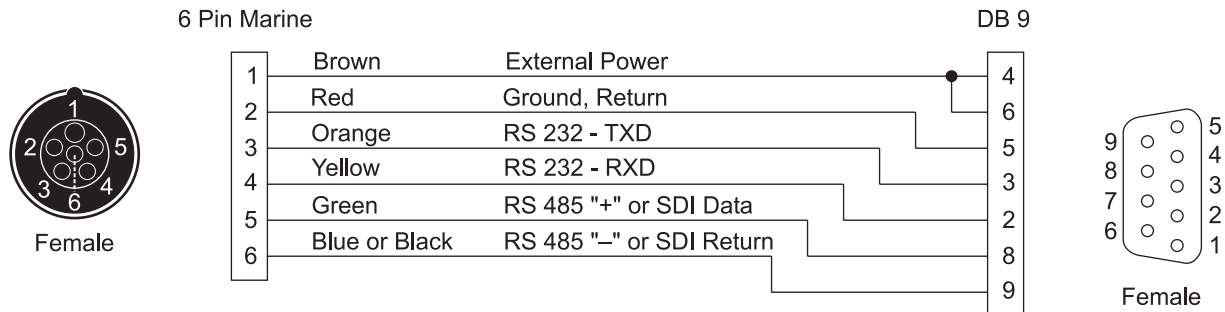 6 Pin Marine DB 9
Brown External Power
1 4
Red Ground, Return
2 6
Orange RS 232 - TXD
3 5
Yellow RS 232 - RXD
4 3
Green RS 485 "+" or SDI Data
5 2
Blue or Black RS 485 "–" or SDI Return
6 8
9
1
2 5
3 4
6
Female
5
9
4
8
3
7
2
6
1
Female